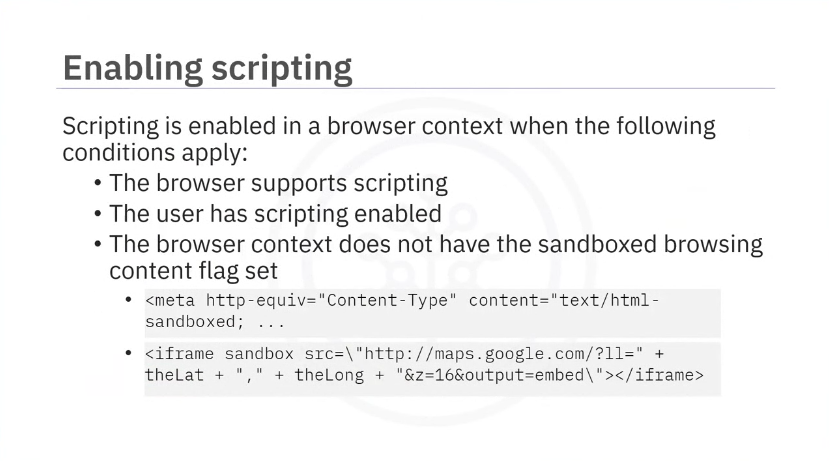 Enabling scripting
Scripting is enabled in a browser context when the following
conditions apply:
• The browser supports scripting
• The user has scripting enabled
• The browser context does not have the sandboxed browsing
content flag set
• <meta http-equiv="Content-Type" content="text/html-
sandboxed; ...
• <iframe sandbox src=\"http://maps.google.com/?ll=" +
theLat + "," + theLong + "&z=16&output=embed\"></iframe>